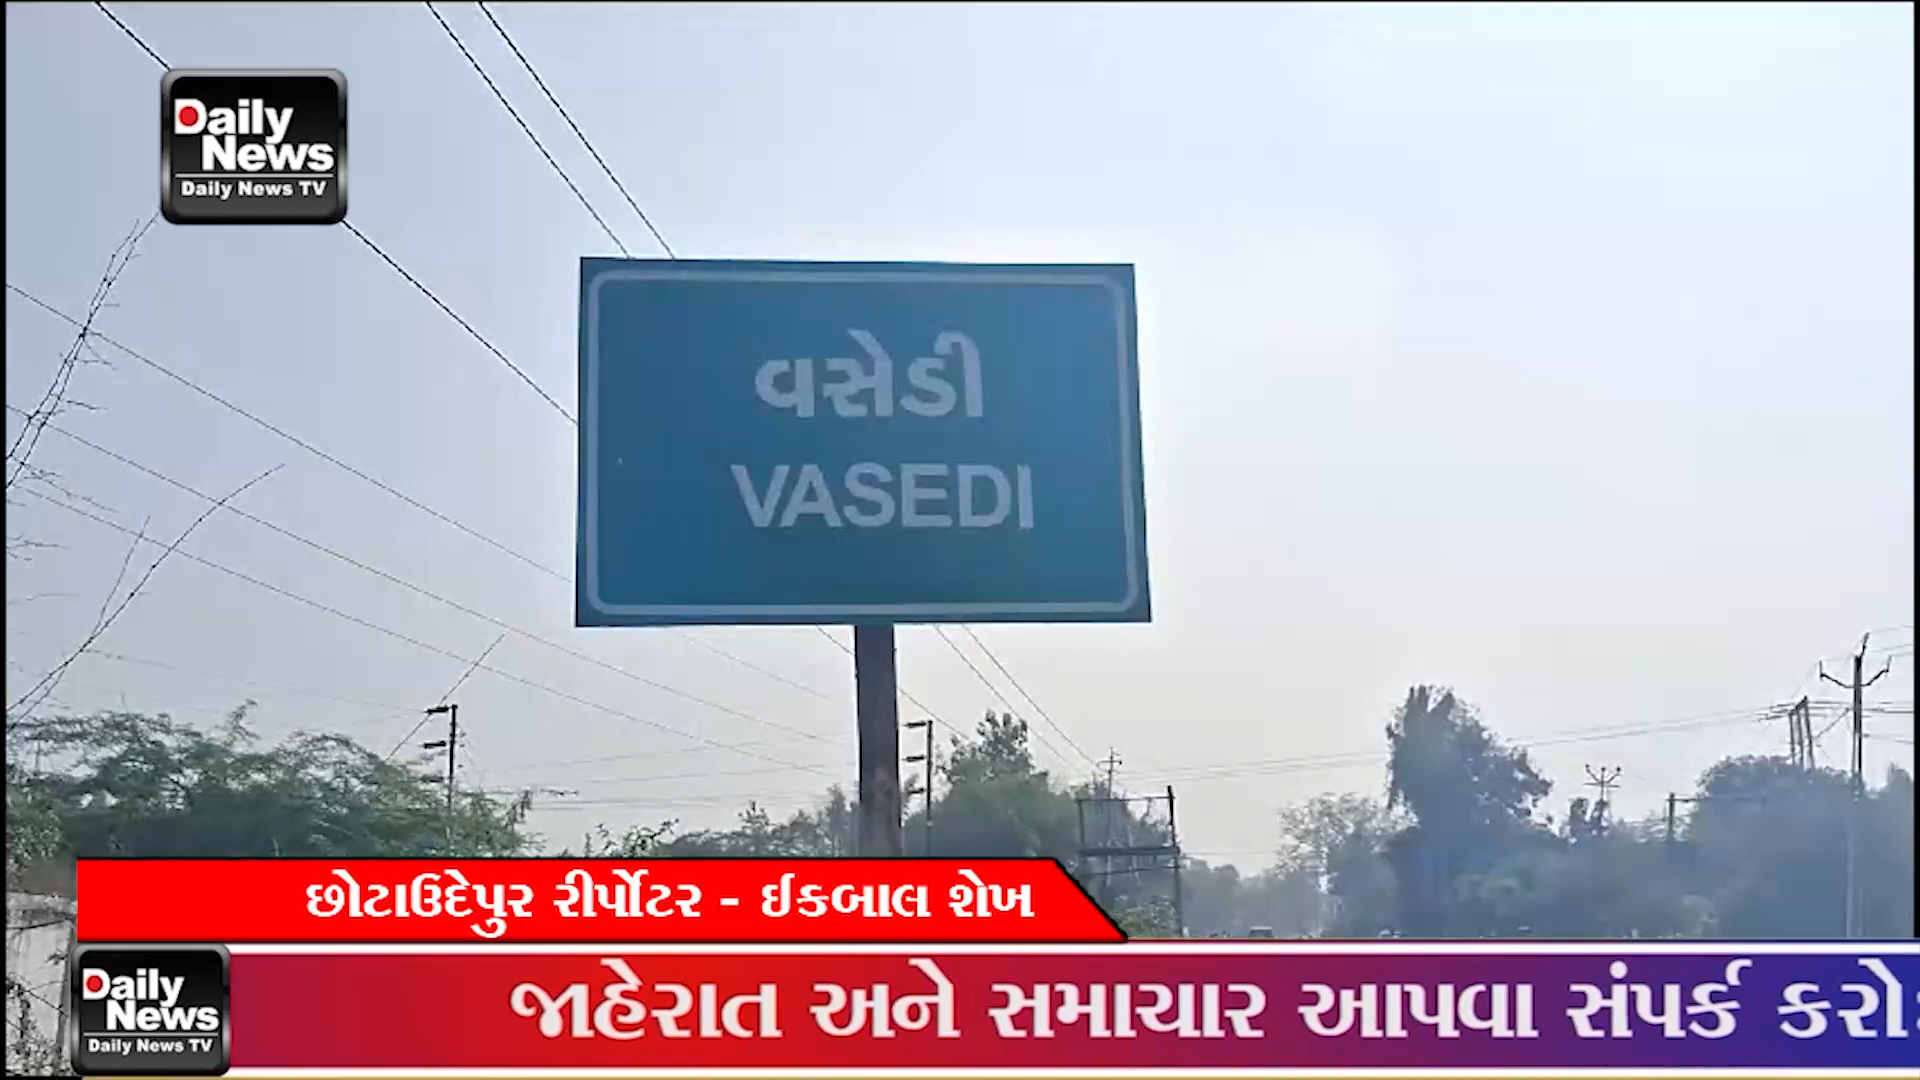 Daily
News
Daily News TV
વસેડી
VASEDI
છોટાઉદેપુર રીર્પોટર - ઈકબાલ શેખ
Daily
News
Daily News TV
જાહેરાત અને સમાચાર આપવા સંપર્ક કરો: